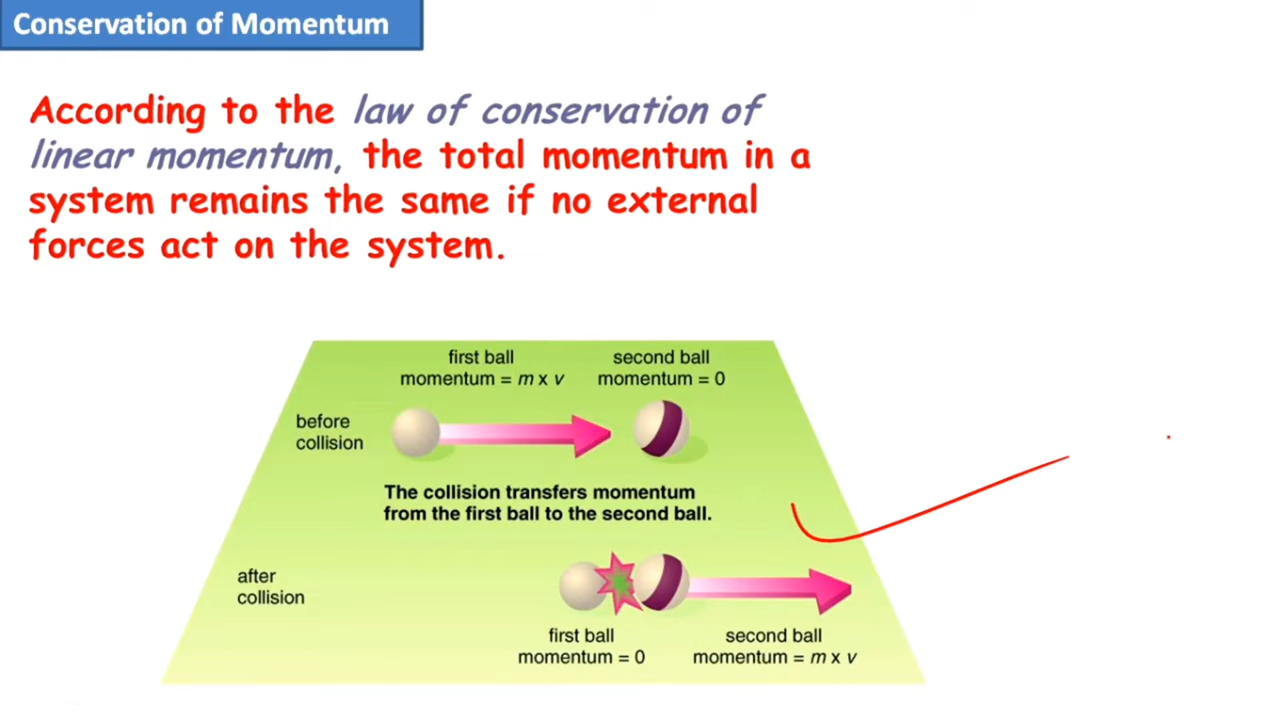 Conservation of Momentum
According to the law of conservation of
linear momentum, the total momentum in a
system remains the same if no external
forces act on the system.
first ball
momentum = m x v
second ball
momentum = 0
before
collision
The collision transfers momentum
from the first ball to the second ball.
after
collision
first ball
momentum = 0
second ball
momentum = m x v